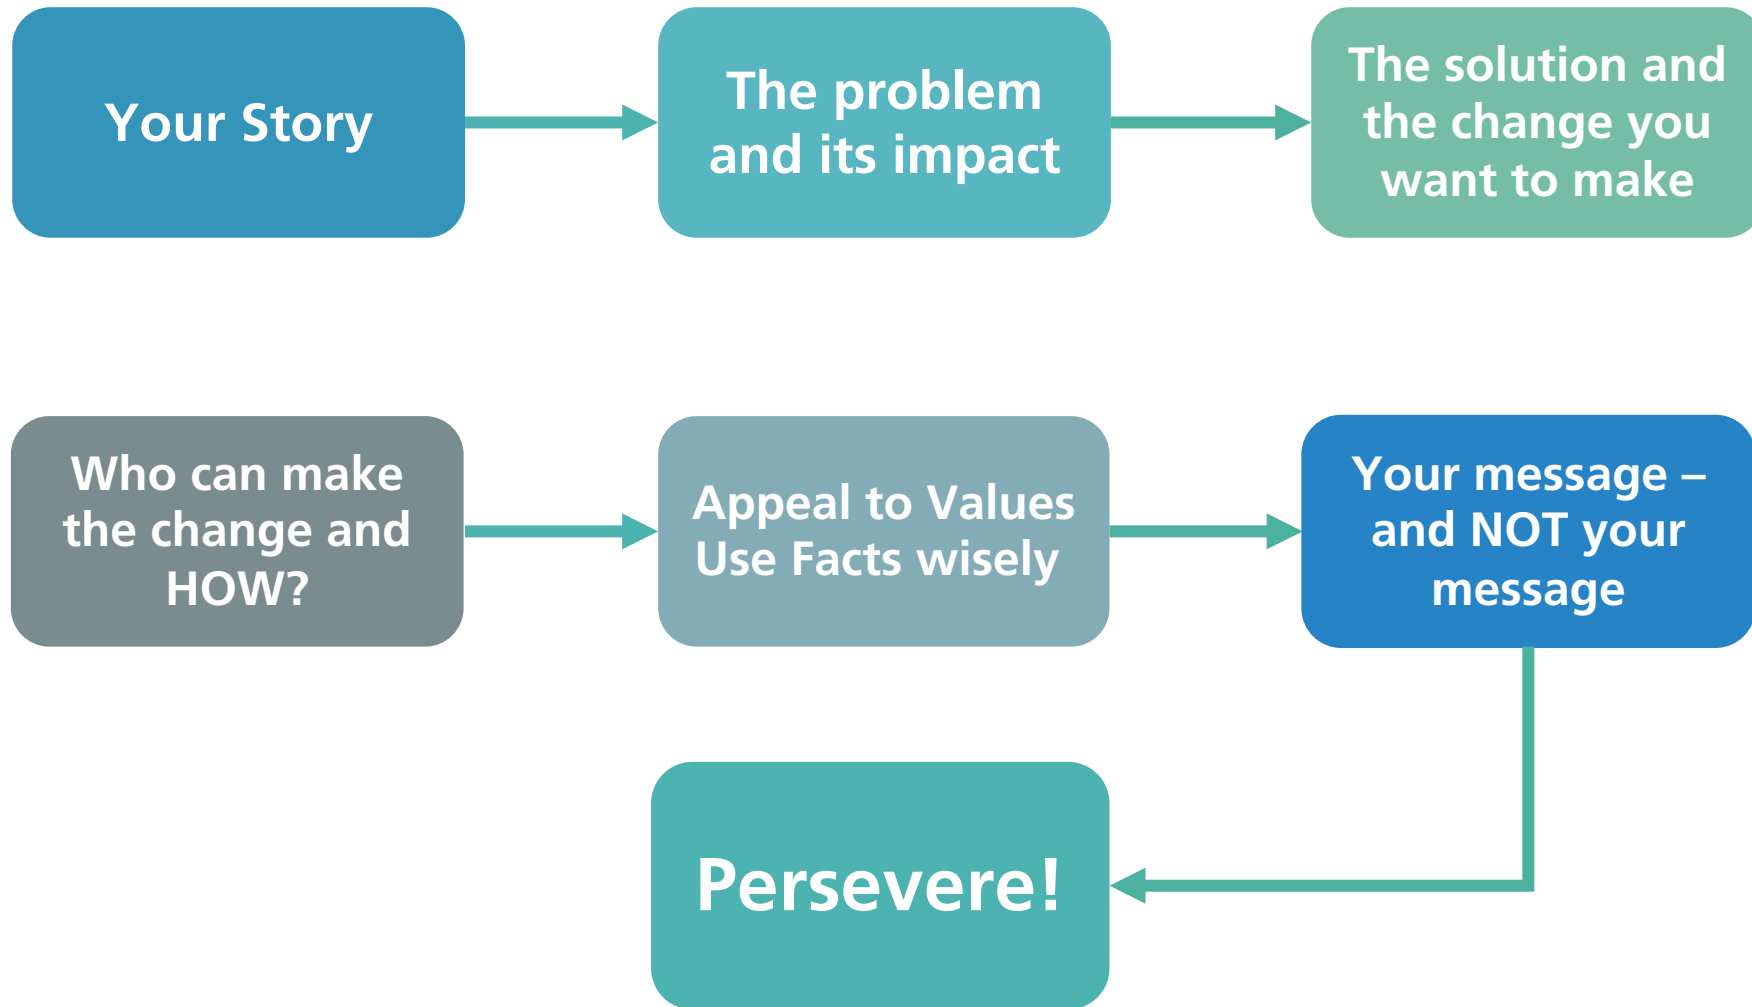 Your Story
The problem
and its impact
The solution and
the change you
want to make
Who can make
the change and
HOW?
Appeal to Values
Use Facts wisely
Your message –
and NOT your
message
Persevere!